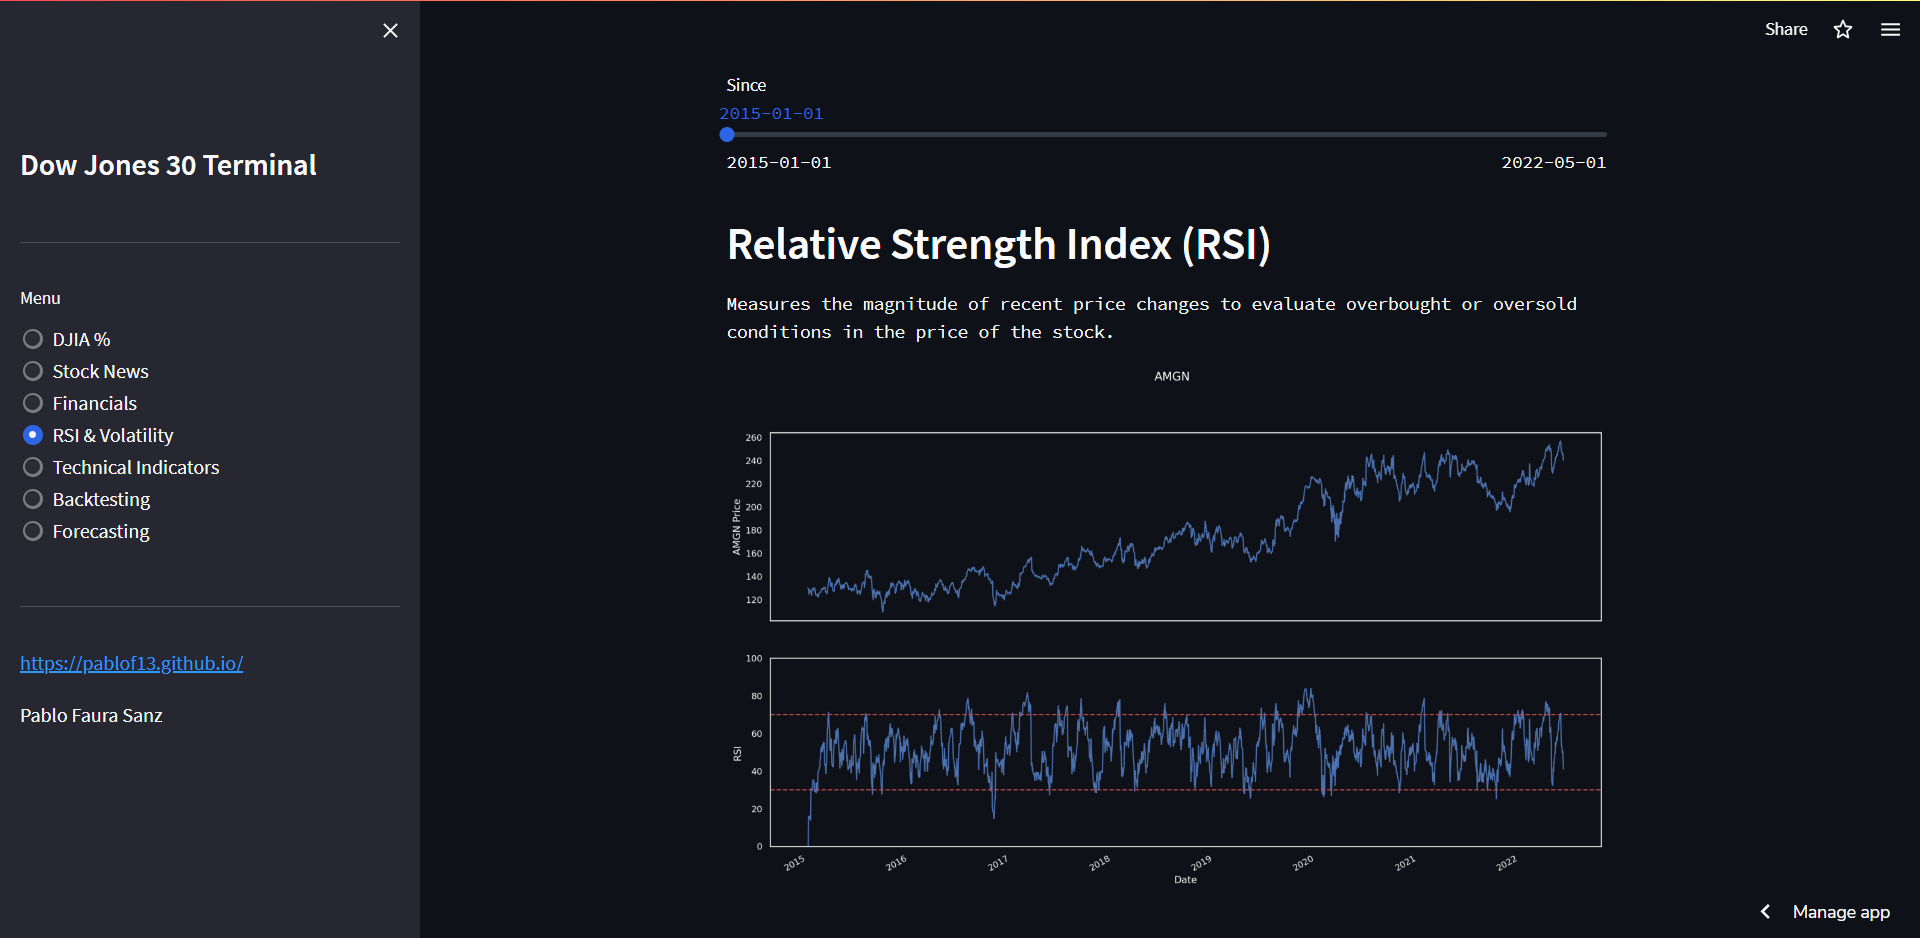 Share
Dow Jones 30 Terminal
Menu
DJIA %
Stock News
Financials
RSI & Volatility
Technical Indicators
Backtesting
Forecasting
https://pablof13.github.io/
Pablo Faura Sanz
Since
2015-01-01
2015-01-01 2022-05-01
Relative Strength Index (RSI)
Measures the magnitude of recent price changes to evaluate overbought or oversold
conditions in the price of the stock.
AMGN
AMGN Price
260
240
220
200
180
160
140
120
RSI
100
80
60
40
20
0
2015 2016 2017 2018 2019 2020 2021 2022
Date
Manage app